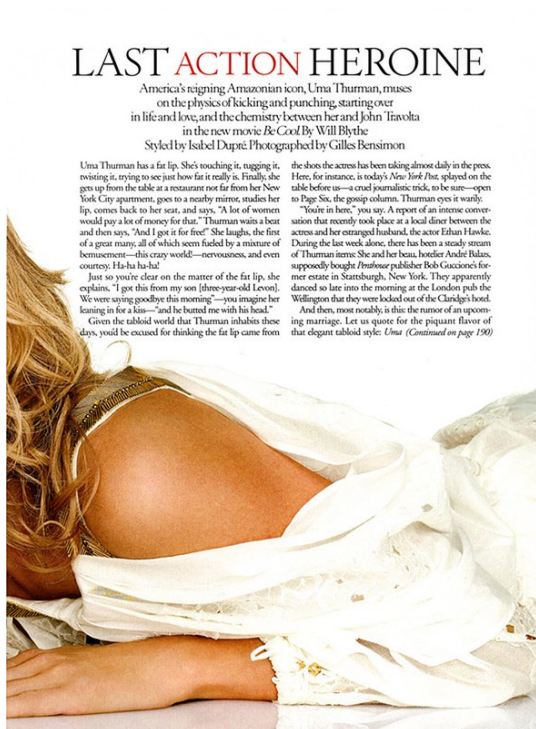 LAST ACTION HEROINE
America's reigning Amazonian icon, Uma Thurman, muses
on the physics of kicking and punching, starting over
in life and love, and the chemistry between her and John Travolta
in the new movie Be Cool. By Will Blythe
Styled by Isabel Dupré. Photographed by Gilles Bensimon
Uma Thurman has a fat lip. She's touching it, tugging it,
twisting it, trying to see just how fat it really is. Finally, she
gets up from the table at a restaurant not far from her New
York City apartment, goes to a nearby mirror, studies her
lip, comes back to her seat, and says, "A lot of women
would pay a lot of money for that." Thurman waits a beat
and then says, "And I got it for free!" She laughs, the first
of a great many, all of which seem fueled by a mixture of
bemusement—this crazy world!—nervousness, and even
courtesy. Ha-ha ha-ha!
Just so you're clear on the matter of the fat lip, she
explains, "I got this from my son [three-year-old Levon].
We were saying goodbye this morning"—you imagine her
leaning in for a kiss—"and he butted me with his head."
Given the tabloid world that Thurman inhabits these
days, you'd be excused for thinking the fat lip came from
the shots the actress has been taking almost daily in the press.
Here, for instance, is today's New York Post, splayed on the
table before us—a cruel journalistic trick, to be sure—open
to Page Six, the gossip column. Thurman eyes it warily.
"You're in here," you say. A report of an intense conver-
sation that recently took place at a local diner between the
actress and her estranged husband, the actor Ethan Hawke.
During the last week alone, there has been a steady stream
of Thurman items: She and her beau, hotelier André Balazs,
supposedly bought Penthouse publisher Bob Guccione's for-
mer estate in Stattsburgh, New York. They apparently
danced so late into the morning at the London pub the
Wellington that they were locked out of the Claridge's hotel.
And then, most notably, is this: the rumor of an upcom-
ing marriage. Let us quote for the piquant flavor of
that elegant tabloid style: Uma (Continued on page 190)